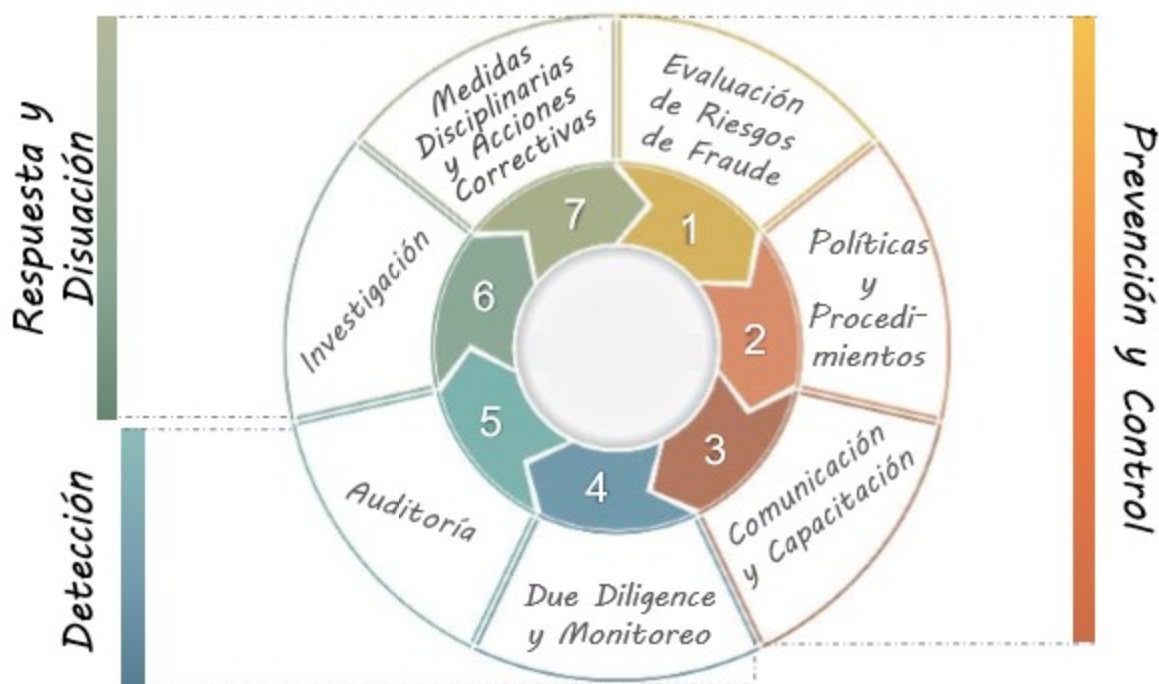 Respuesta y
Disuación
Detección
Prevención y Control
Medidas
Disciplinarias
y Acciones
Correctivas
Evaluación
de Riesgos
de Fraude
Políticas
y
Procedi-
mientos
Comunicación
y Capacitación
Due Diligence
y Monitoreo
Auditoría
Investigación
1
2
3
4
5
6
7